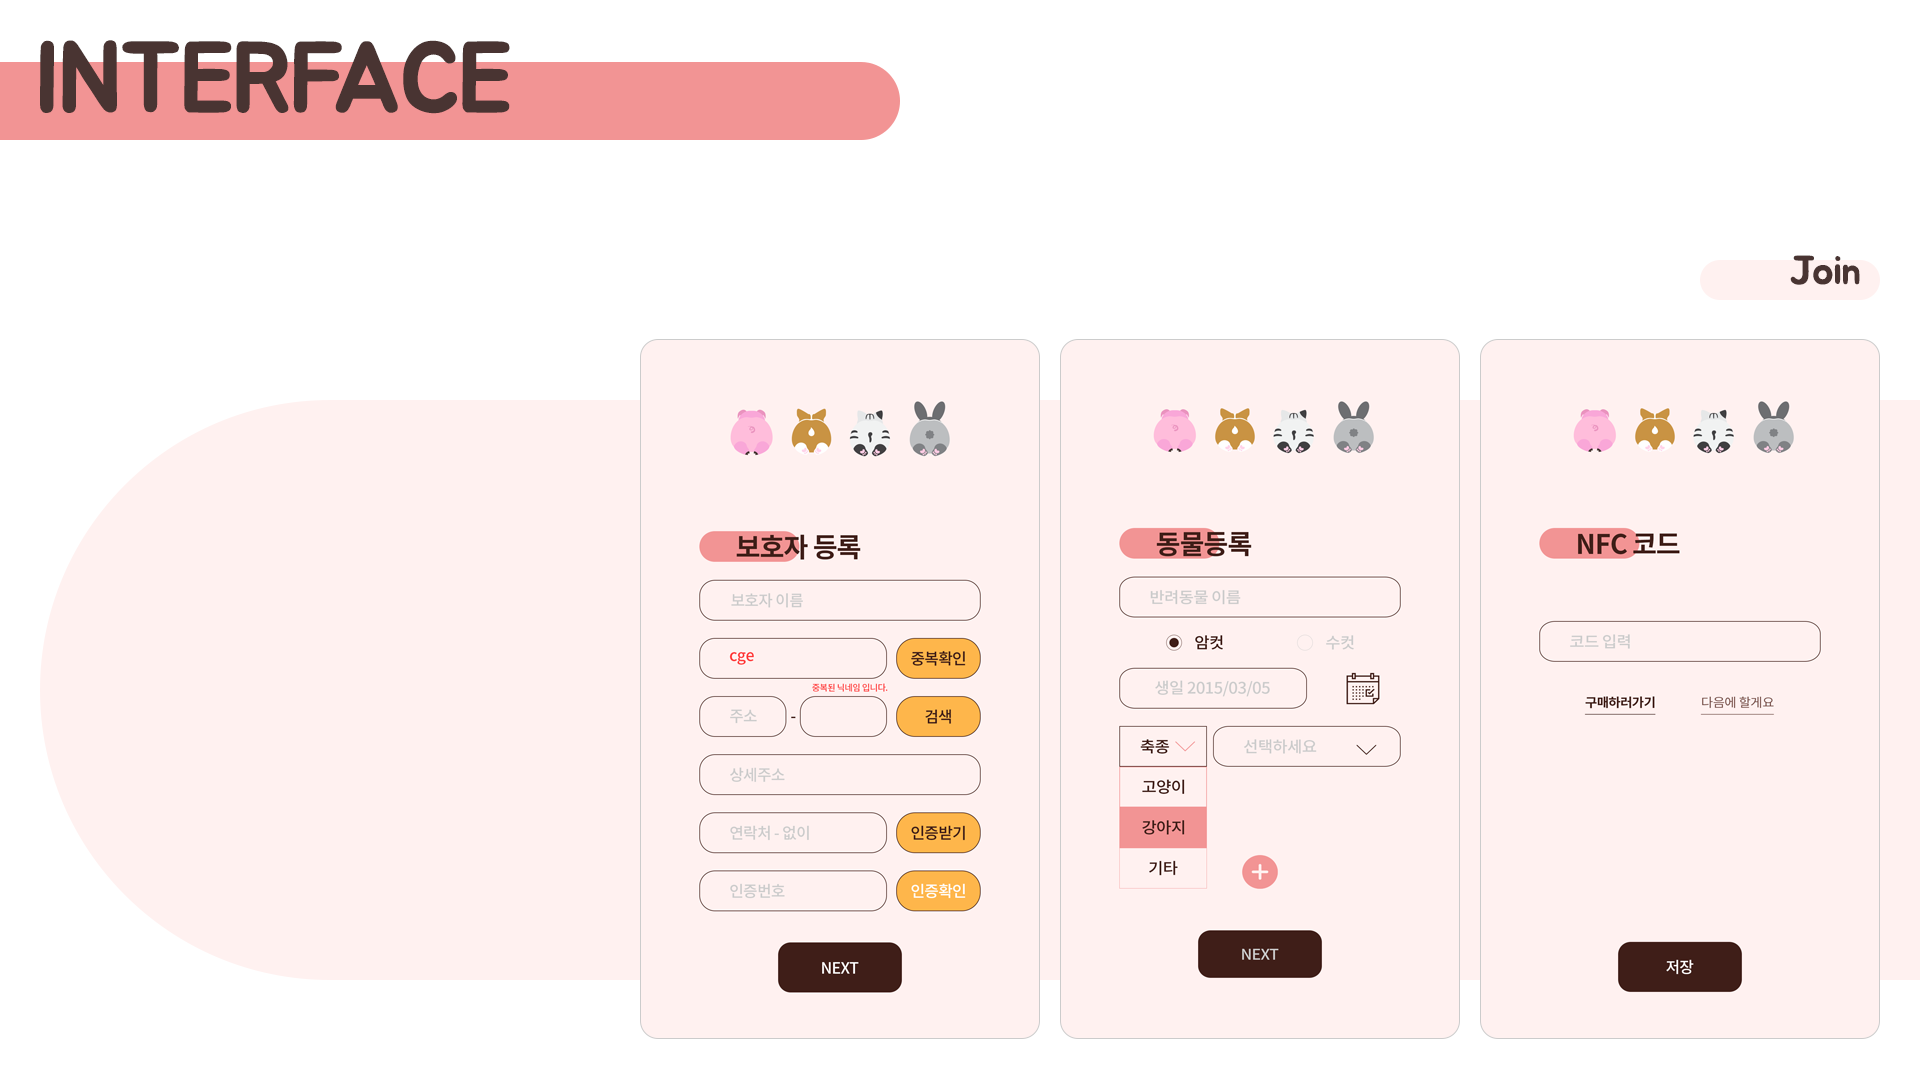 INTERFACE
Join
보호자 등록
보호자 이름
cge
중복확인
중복된 닉네임 입니다.
주소
-
검색
상세주소
연락처 - 없이
인증받기
인증번호
인증확인
NEXT
동물등록
반려동물 이름
암컷
수컷
생일 2015/03/05
축종
선택하세요
고양이
강아지
기타
NEXT
NFC 코드
코드 입력
구매하러가기
다음에 할게요
저장